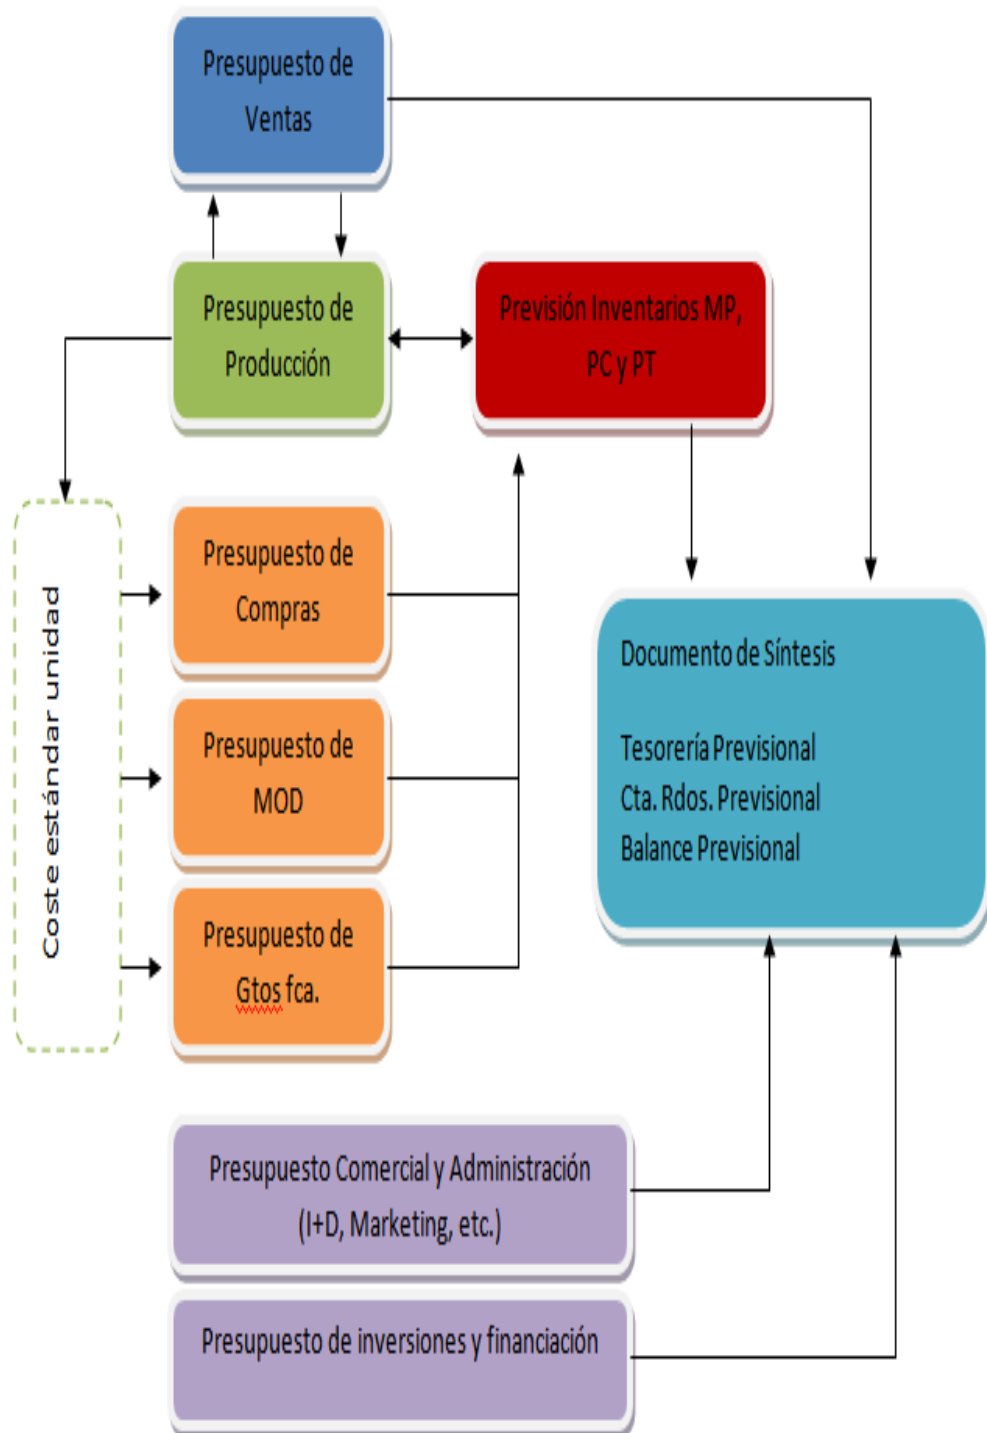 Presupuesto de
Ventas
Presupuesto de
Producción
Previsión Inventarios MP,
PC y PT
Coste estándar unidad
Presupuesto de
Compras
Presupuesto de
MOD
Presupuesto de
Gtos fca.
Documento de Síntesis
Tesorería Previsional
Cta. Rdos. Previsional
Balance Previsional
Presupuesto Comercial y Administración
(I+D, Marketing, etc.)
Presupuesto de inversiones y financiación